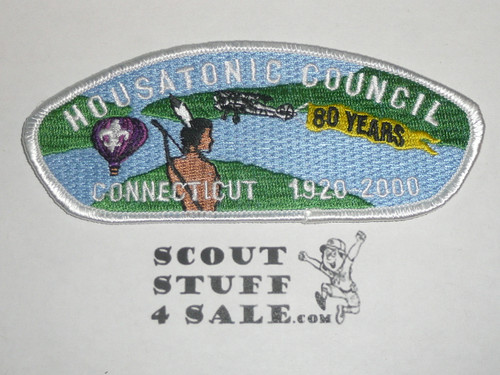 HOUSATONIC COUNCIL
80 YEARS
CONNECTICUT 1920-2000
SCOUT
STUFF
4 SALE.COM